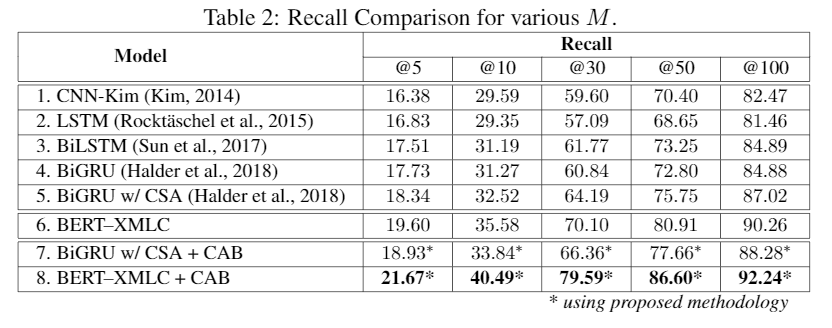 Table 2: Recall Comparison for various M.
Model Recall
@5 @10 @30 @50 @100
1. CNN-Kim (Kim, 2014) 16.38 29.59 59.60 70.40 82.47
2. LSTM (Rocktäschel et al., 2015) 16.83 29.35 57.09 68.65 81.46
3. BiLSTM (Sun et al., 2017) 17.51 31.19 61.77 73.25 84.89
4. BiGRU (Halder et al., 2018) 17.73 31.27 60.84 72.80 84.88
5. BiGRU w/ CSA (Halder et al., 2018) 18.34 32.52 64.19 75.75 87.02
6. BERT–XMLC 19.60 35.58 70.10 80.91 90.26
7. BiGRU w/ CSA + CAB 18.93* 33.84* 66.36* 77.66* 88.28*
8. BERT–XMLC + CAB 21.67* 40.49* 79.59* 86.60* 92.24*
* using proposed methodology